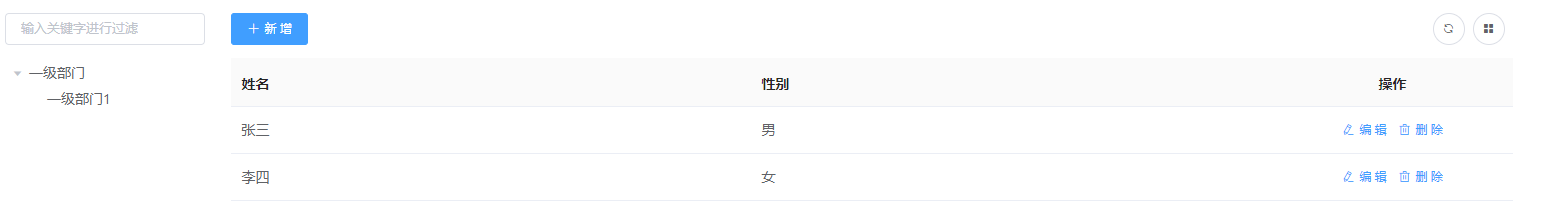 输入关键字进行过滤
一级部门
一级部门1
新增
姓名 性别 操作
张三 男 编辑 删除
李四 女 编辑 删除